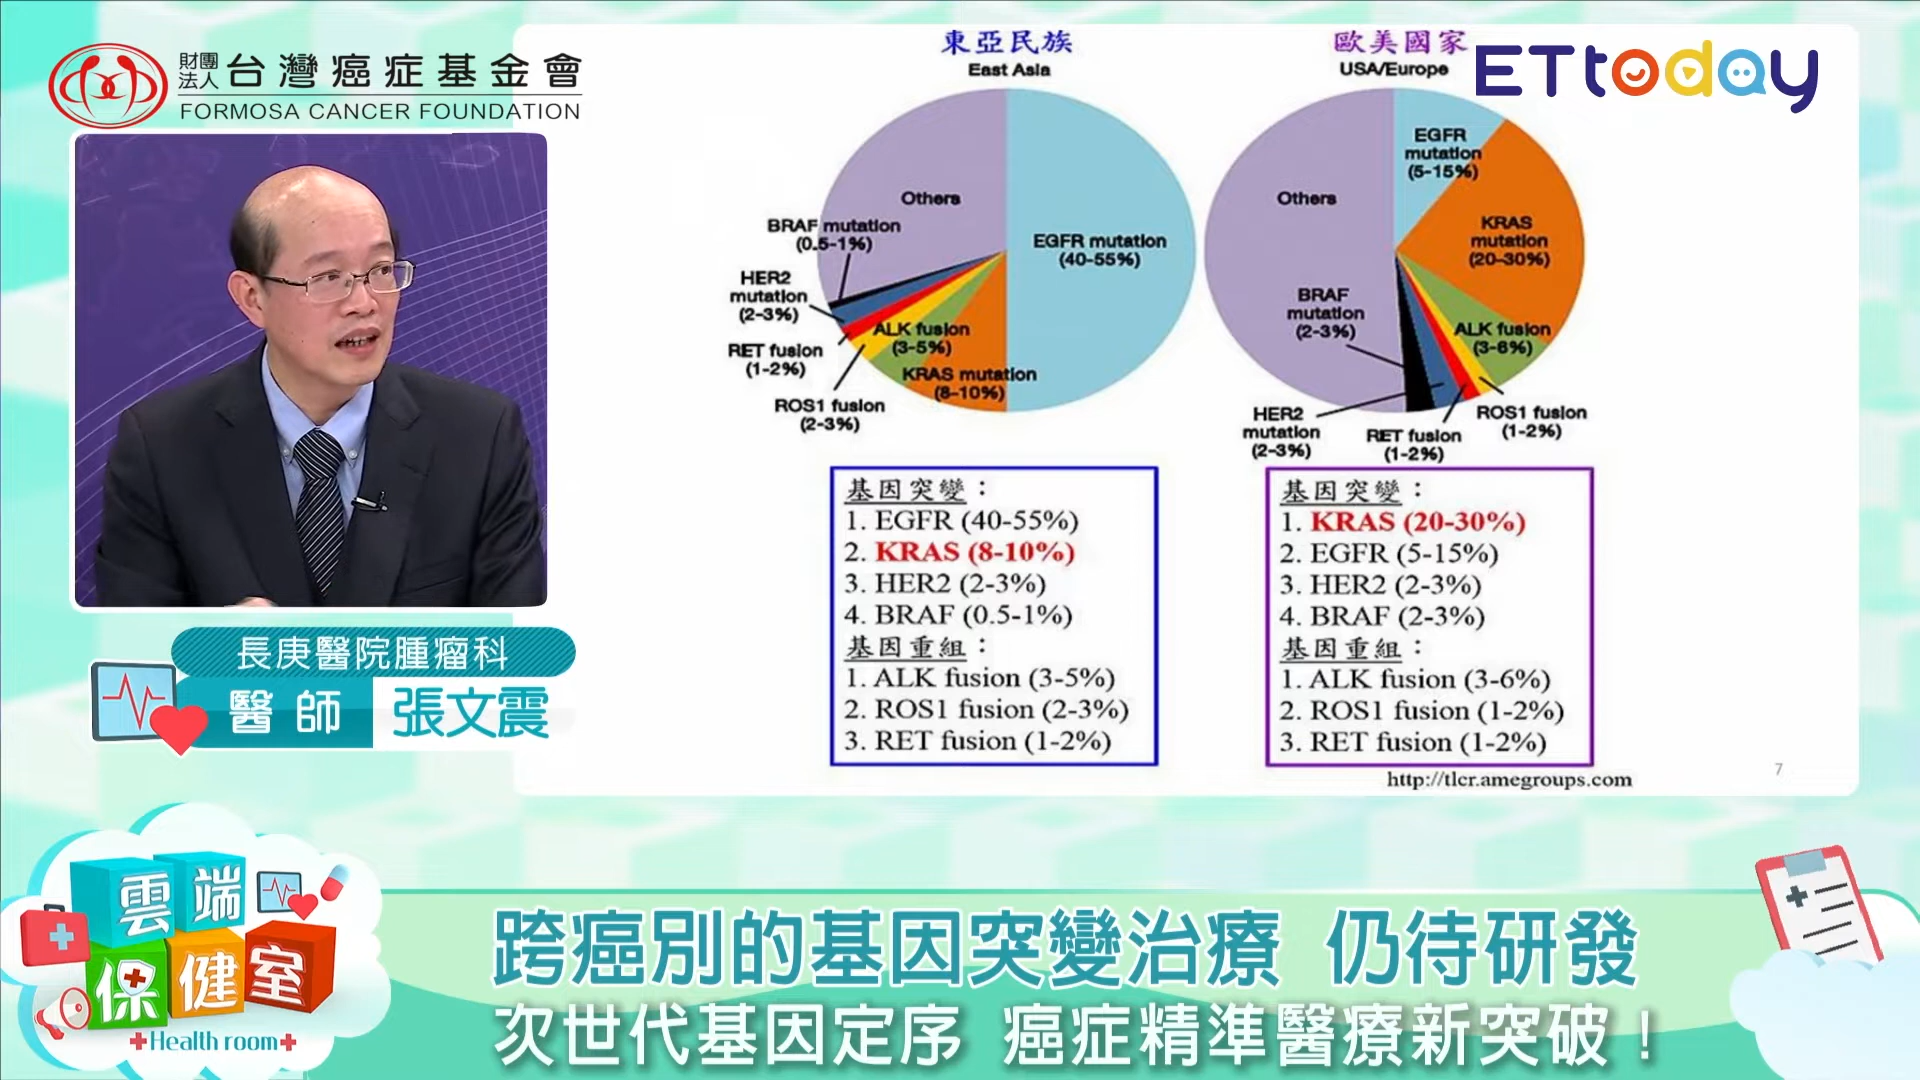 財團法人 台灣癌症基金會
FORMOSA CANCER FOUNDATION
ETtoday
東亞民族
East Asia
Others
EGFR mutation
(40-55%)
BRAF mutation
(0.5-1%)
HER2
mutation
(2-3%)
RET fusion
(1-2%)
ROS1 fusion
(2-3%)
ALK fusion
(3-5%)
KRAS mutation
(8-10%)
歐美國家
USA/Europe
EGFR
mutation
(5-15%)
Others
KRAS
mutation
(20-30%)
BRAF
mutation
(2-3%)
ALK fusion
(3-6%)
HER2
mutation
(2-3%)
RET fusion
(1-2%)
ROS1 fusion
(1-2%)
基因突變：
1. EGFR (40-55%)
2. KRAS (8-10%)
3. HER2 (2-3%)
4. BRAF (0.5-1%)
基因重組：
1. ALK fusion (3-5%)
2. ROS1 fusion (2-3%)
3. RET fusion (1-2%)
基因突變：
1. KRAS (20-30%)
2. EGFR (5-15%)
3. HER2 (2-3%)
4. BRAF (2-3%)
基因重組：
1. ALK fusion (3-6%)
2. ROS1 fusion (1-2%)
3. RET fusion (1-2%)
http://tlcr.amegroups.com
7
長庚醫院腫瘤科
醫師 張文震
雲端
保健室
Health room
跨癌別的基因突變治療 仍待研發
次世代基因定序 癌症精準醫療新突破！